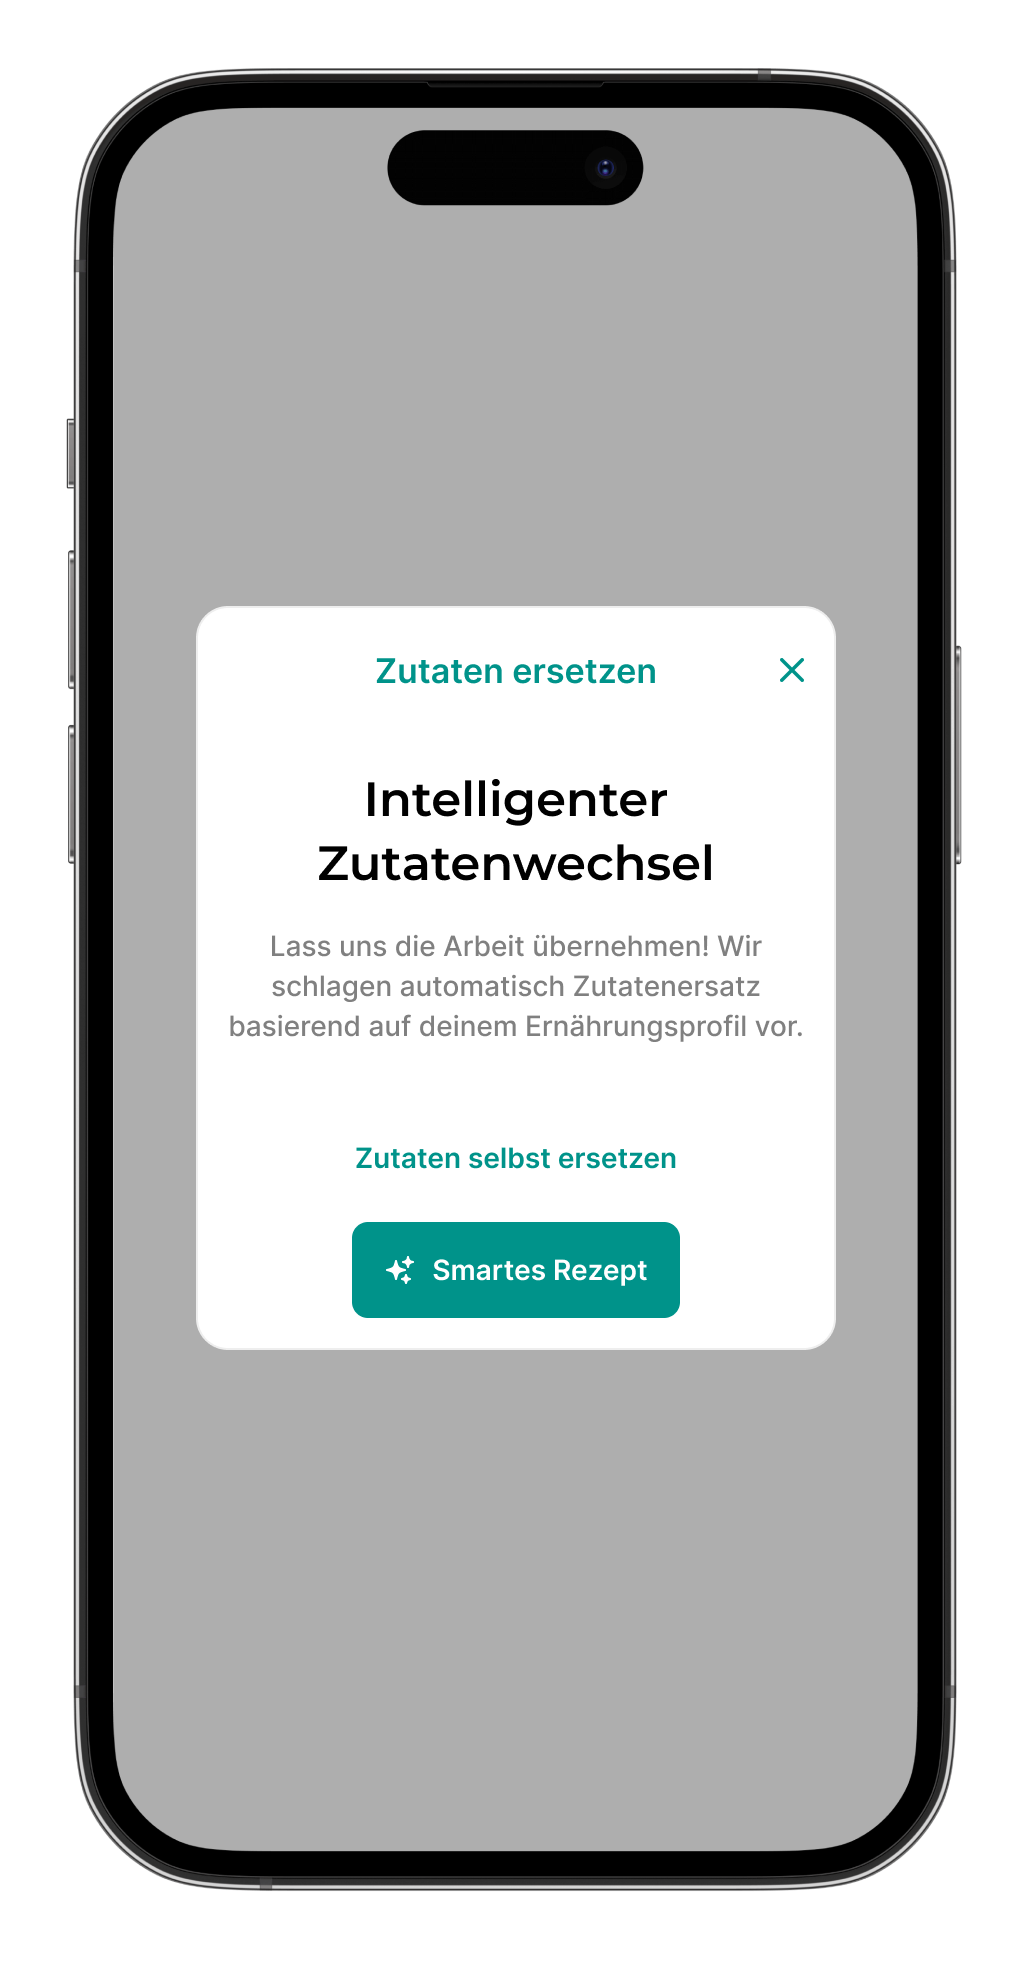 Zutaten ersetzen
Intelligenter
Zutatenwechsel
Lass uns die Arbeit übernehmen! Wir
schlagen automatisch Zutatenersatz
basierend auf deinem Ernährungsprofil vor.
Zutaten selbst ersetzen
Smartes Rezept